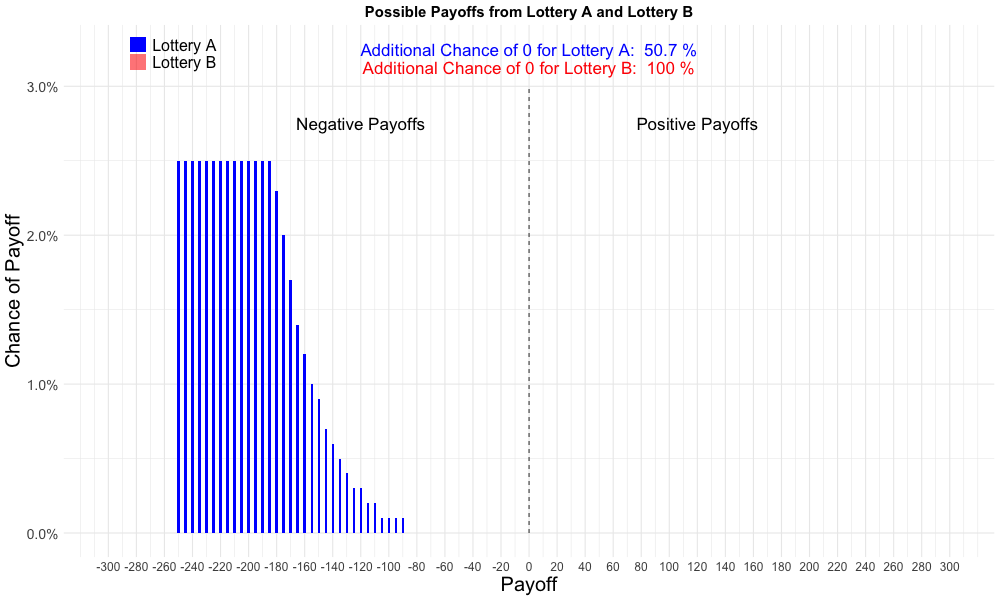 Possible Payoffs from Lottery A and Lottery B
Lottery A
Lottery B
Additional Chance of 0 for Lottery A:  50.7 %
Additional Chance of 0 for Lottery B:  100 %
Negative Payoffs
Positive Payoffs
Chance of Payoff
3.0%
2.0%
1.0%
0.0%
-300 -280 -260 -240 -220 -200 -180 -160 -140 -120 -100 -80 -60 -40 -20 0 20 40 60 80 100 120 140 160 180 200 220 240 260 280 300
Payoff